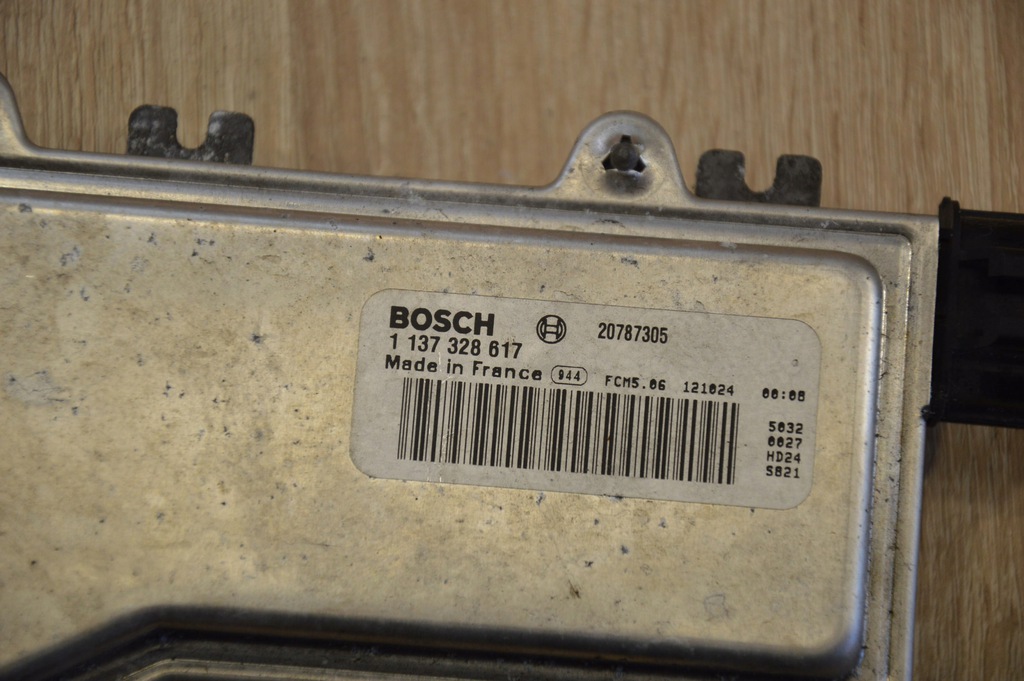 BOSCH 20787305
1 137 328 617
Made in France 944 FCM5.06 121024 00:08
5032
0027
HD24
S821